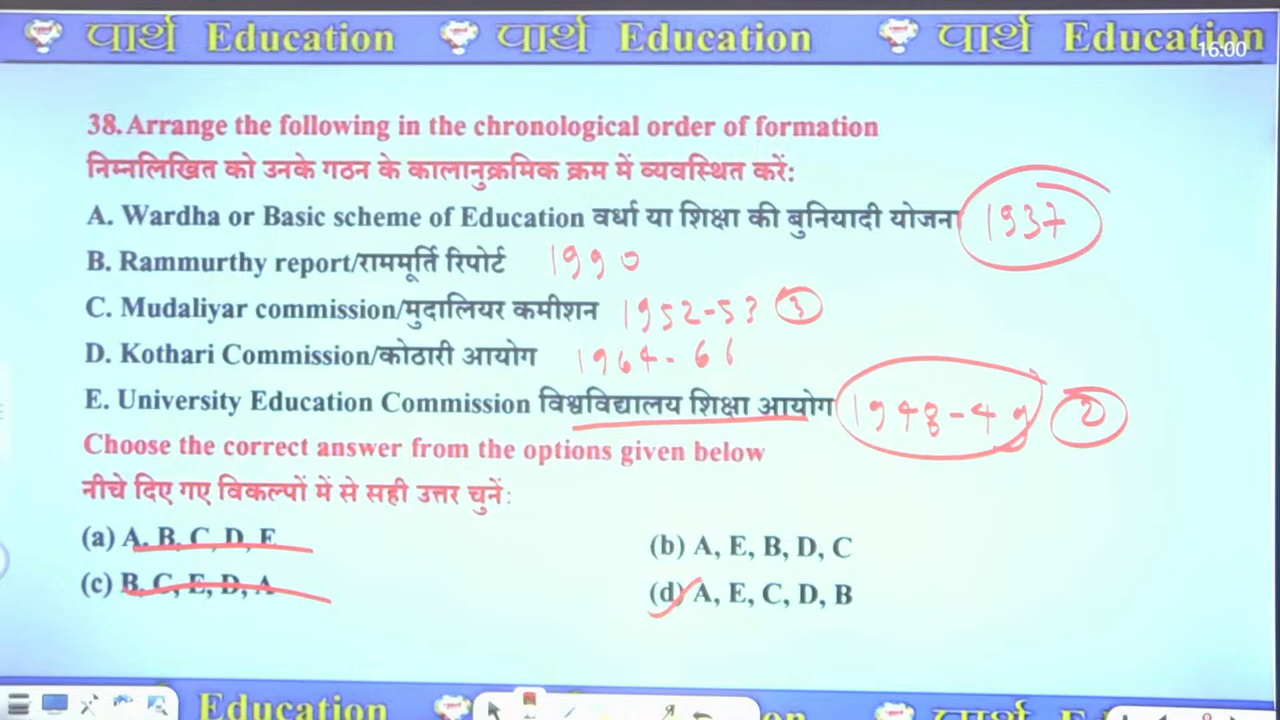 पार्थ Education पार्थ Education पार्थ Education
16:00
38. Arrange the following in the chronological order of formation
निम्नलिखित को उनके गठन के कालानुक्रमिक क्रम में व्यवस्थित करें:
A. Wardha or Basic scheme of Education वर्धा या शिक्षा की बुनियादी योजना 1937
B. Rammurthy report/राममूर्ति रिपोर्ट 1990
C. Mudaliyar commission/मुदालियर कमीशन 1952-53 3
D. Kothari Commission/कोठारी आयोग 1964-66
E. University Education Commission विश्वविद्यालय शिक्षा आयोग 1948-49 2
Choose the correct answer from the options given below
नीचे दिए गए विकल्पों में से सही उत्तर चुनें:
(a) A, B, C, D, E
(b) A, E, B, D, C
(c) B, C, E, D, A
(d) A, E, C, D, B
Education